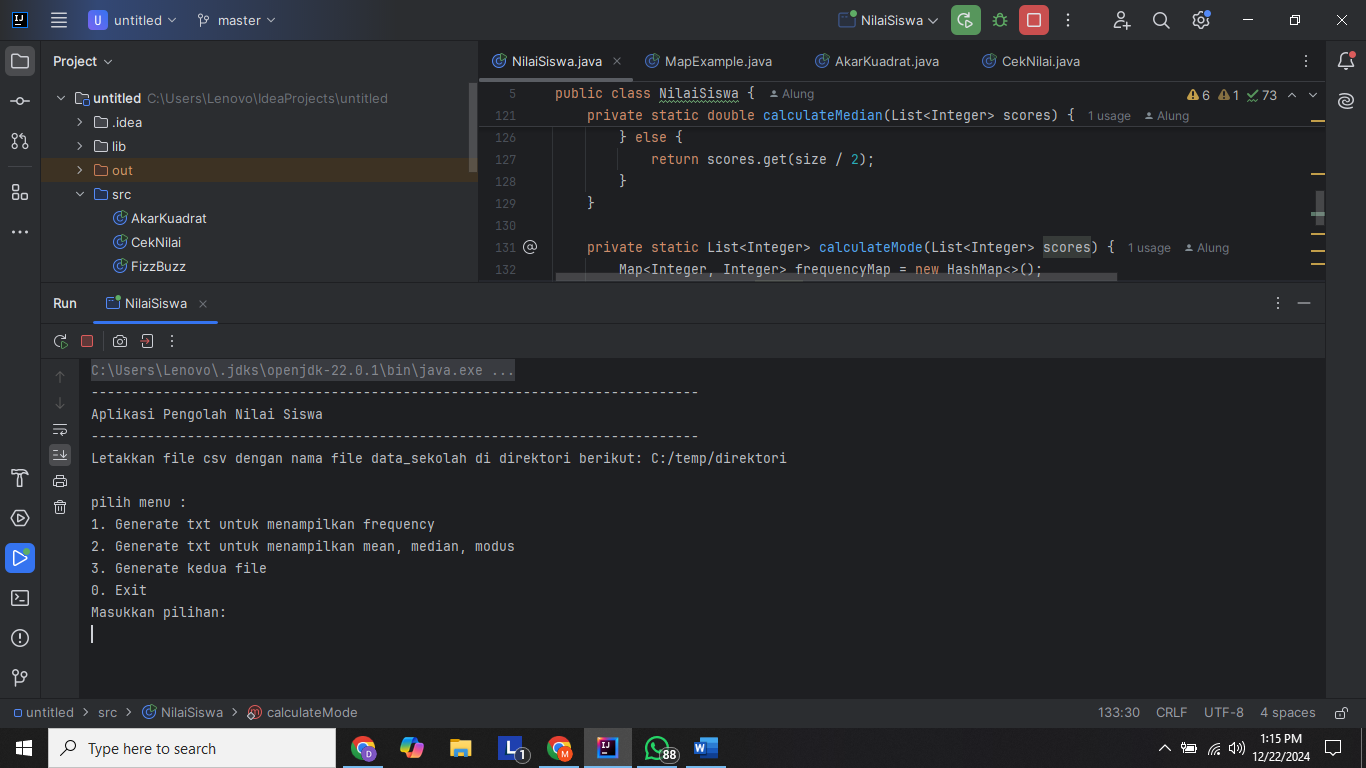 U untitled master NilaiSiswa
Project
NilaiSiswa.java MapExample.java AkarKuadrat.java CekNilai.java
untitled C:\Users\Lenovo\IdeaProjects\untitled
.idea
lib
out
src
AkarKuadrat
CekNilai
FizzBuzz
5 public class NilaiSiswa { Alung 6 1 73
121 private static double calculateMedian(List<Integer> scores) { 1 usage Alung
126 } else {
127 return scores.get(size / 2);
128 }
129 }
130
131 private static List<Integer> calculateMode(List<Integer> scores) { 1 usage Alung
132 Map<Integer, Integer> frequencyMap = new HashMap<>();
Run NilaiSiswa
C:\Users\Lenovo\.jdks\openjdk-22.0.1\bin\java.exe ...
----------------------------------------------------------------------------
Aplikasi Pengolah Nilai Siswa
----------------------------------------------------------------------------
Letakkan file csv dengan nama file data_sekolah di direktori berikut: C:/temp/direktori
pilih menu :
1. Generate txt untuk menampilkan frequency
2. Generate txt untuk menampilkan mean, median, modus
3. Generate kedua file
0. Exit
Masukkan pilihan:
untitled > src > NilaiSiswa > calculateMode 133:30 CRLF UTF-8 4 spaces
Type here to search
D L 1 M IJ 88 W
1:15 PM
12/22/2024